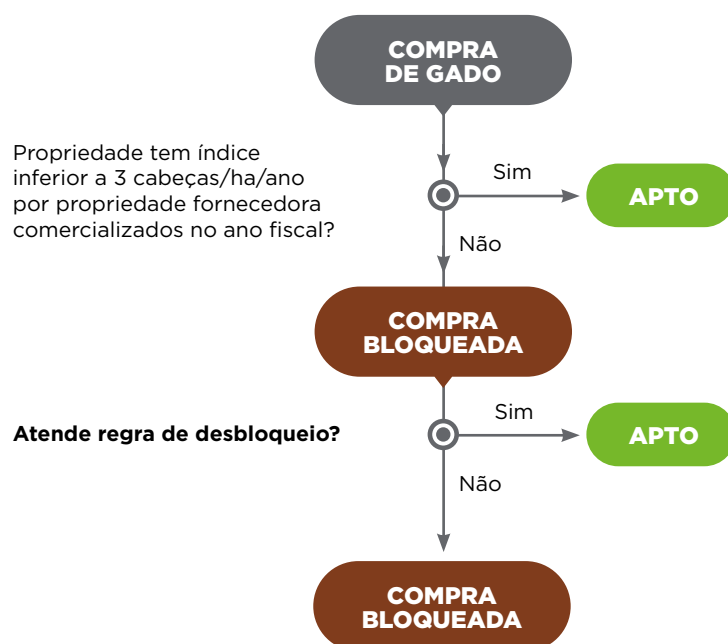 COMPRA
DE GADO
Propriedade tem índice
inferior a 3 cabeças/ha/ano
por propriedade fornecedora
comercializados no ano fiscal?
Sim
APTO
Não
COMPRA
BLOQUEADA
Atende regra de desbloqueio?
Sim
APTO
Não
COMPRA
BLOQUEADA